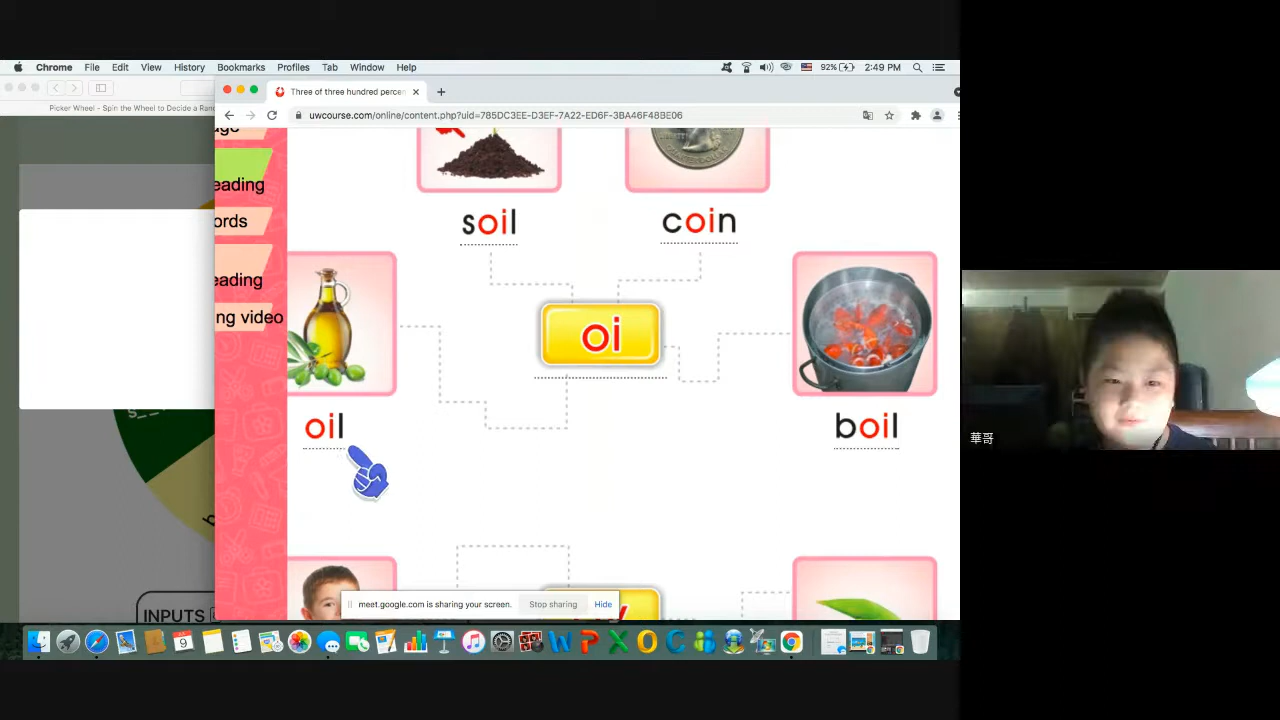 Chrome File Edit View History Bookmarks Profiles Tab Window Help
92% 2:49 PM
Three of three hundred percen
Picker Wheel - Spin the Wheel to Decide a Ran
uwcourse.com/online/content.php?uid=785DC3EE-D3EF-7A22-ED6F-3BA46F48BE06
eading
ords
eading
ng video
soil
coin
oi
oil
boil
華哥
INPUTS
meet.google.com is sharing your screen. Stop sharing Hide